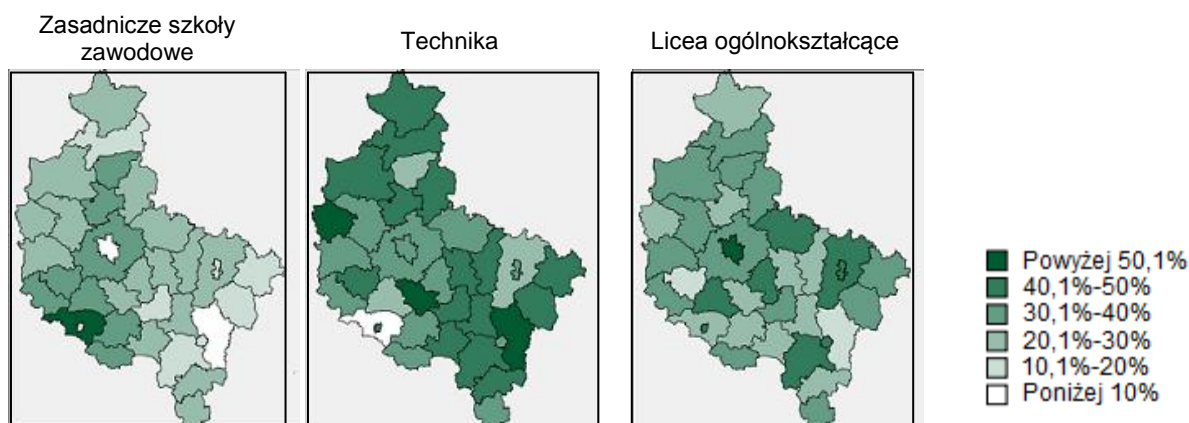 Zasadnicze szkoły
zawodowe
Technika
Licea ogólnokształcące
Powyżej 50,1%
40,1%-50%
30,1%-40%
20,1%-30%
10,1%-20%
Poniżej 10%